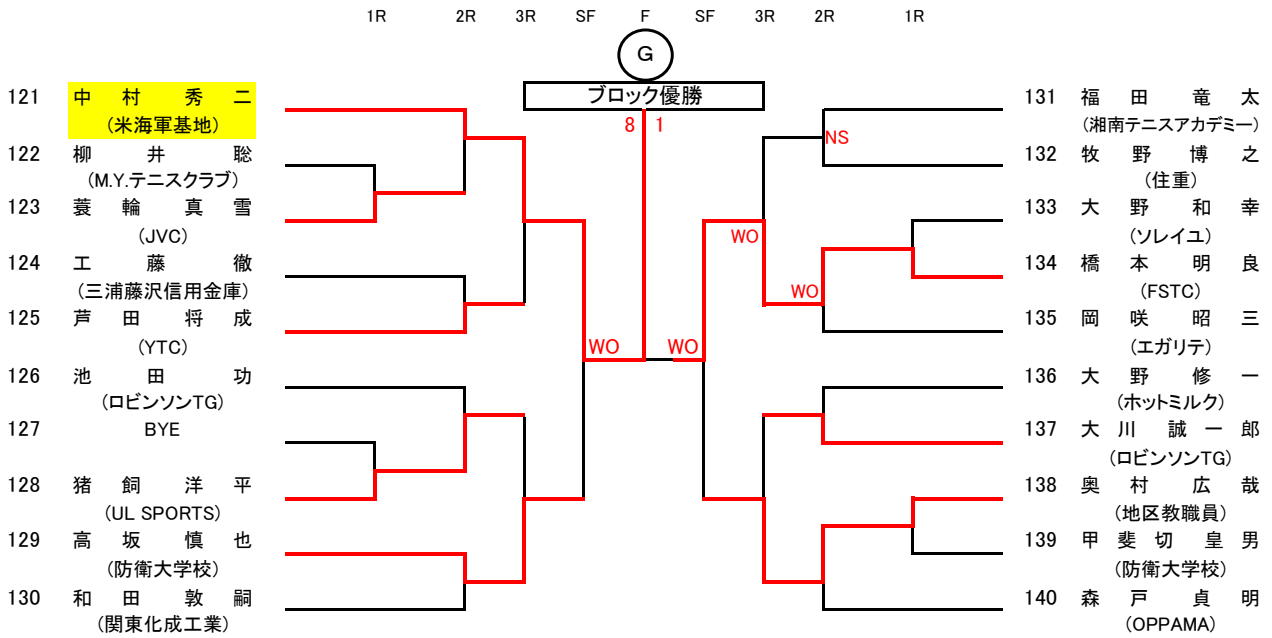 1R 2R 3R SF F SF 3R 2R 1R
G
ブロック優勝
8 1
121 中村 秀二
(米海軍基地)
122 柳井 聡
(M.Y.テニスクラブ)
123 蓑輪真雪
(JVC)
124 工藤 徹
(三浦藤沢信用金庫)
125 芦田将成
(YTC)
126 池田 功
(ロビンソンTG)
127 BYE
128 猪飼洋平
(UL SPORTS)
129 高坂慎也
(防衛大学校)
130 和田敦嗣
(関東化成工業)
WO
WO
WO
WO
NS
131 福田竜太
(湘南テニスアカデミー)
132 牧野博之
(住重)
133 大野和幸
(ソレイユ)
134 橋本明良
(FSTC)
135 岡咲昭三
(エガリテ)
136 大野修一
(ホットミルク)
137 大川誠一郎
(ロビンソンTG)
138 奥村広哉
(地区教職員)
139 甲斐切皇男
(防衛大学校)
140 森戸貞明
(OPPAMA)